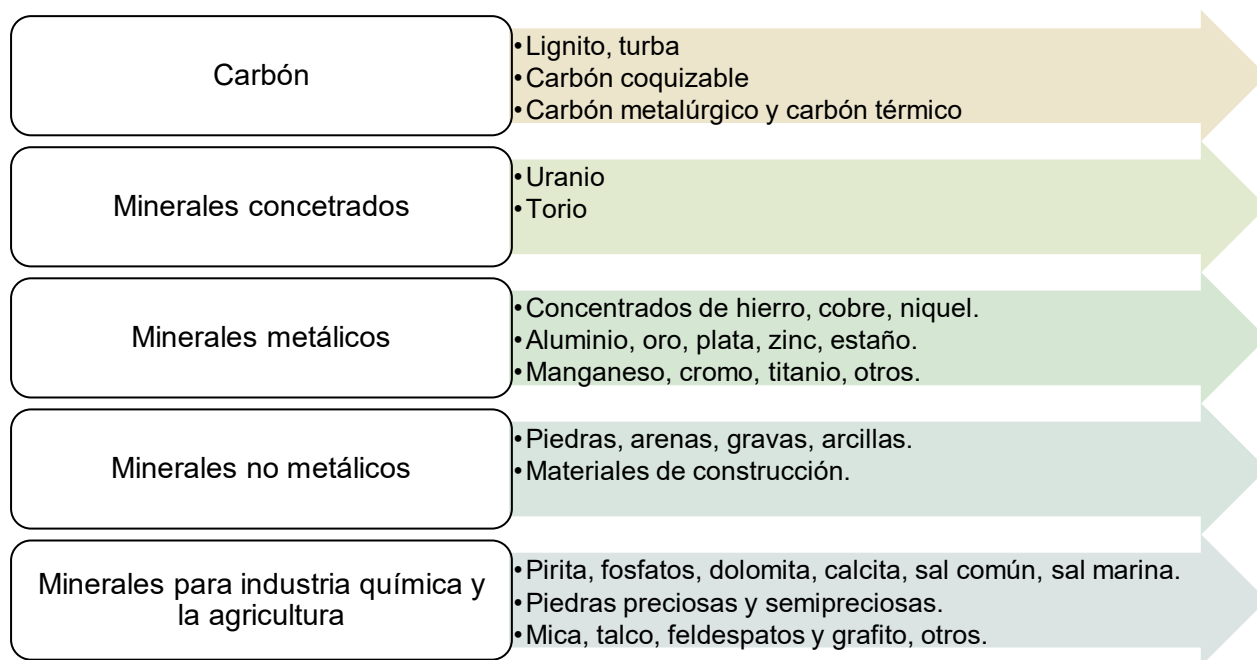 Carbón
•Lignito, turba
•Carbón coquizable
•Carbón metalúrgico y carbón térmico
Minerales concetrados
•Uranio
•Torio
Minerales metálicos
•Concentrados de hierro, cobre, niquel.
•Aluminio, oro, plata, zinc, estaño.
•Manganeso, cromo, titanio, otros.
Minerales no metálicos
•Piedras, arenas, gravas, arcillas.
•Materiales de construcción.
Minerales para industria química y
la agricultura
•Pirita, fosfatos, dolomita, calcita, sal común, sal marina.
•Piedras preciosas y semipreciosas.
•Mica, talco, feldespatos y grafito, otros.